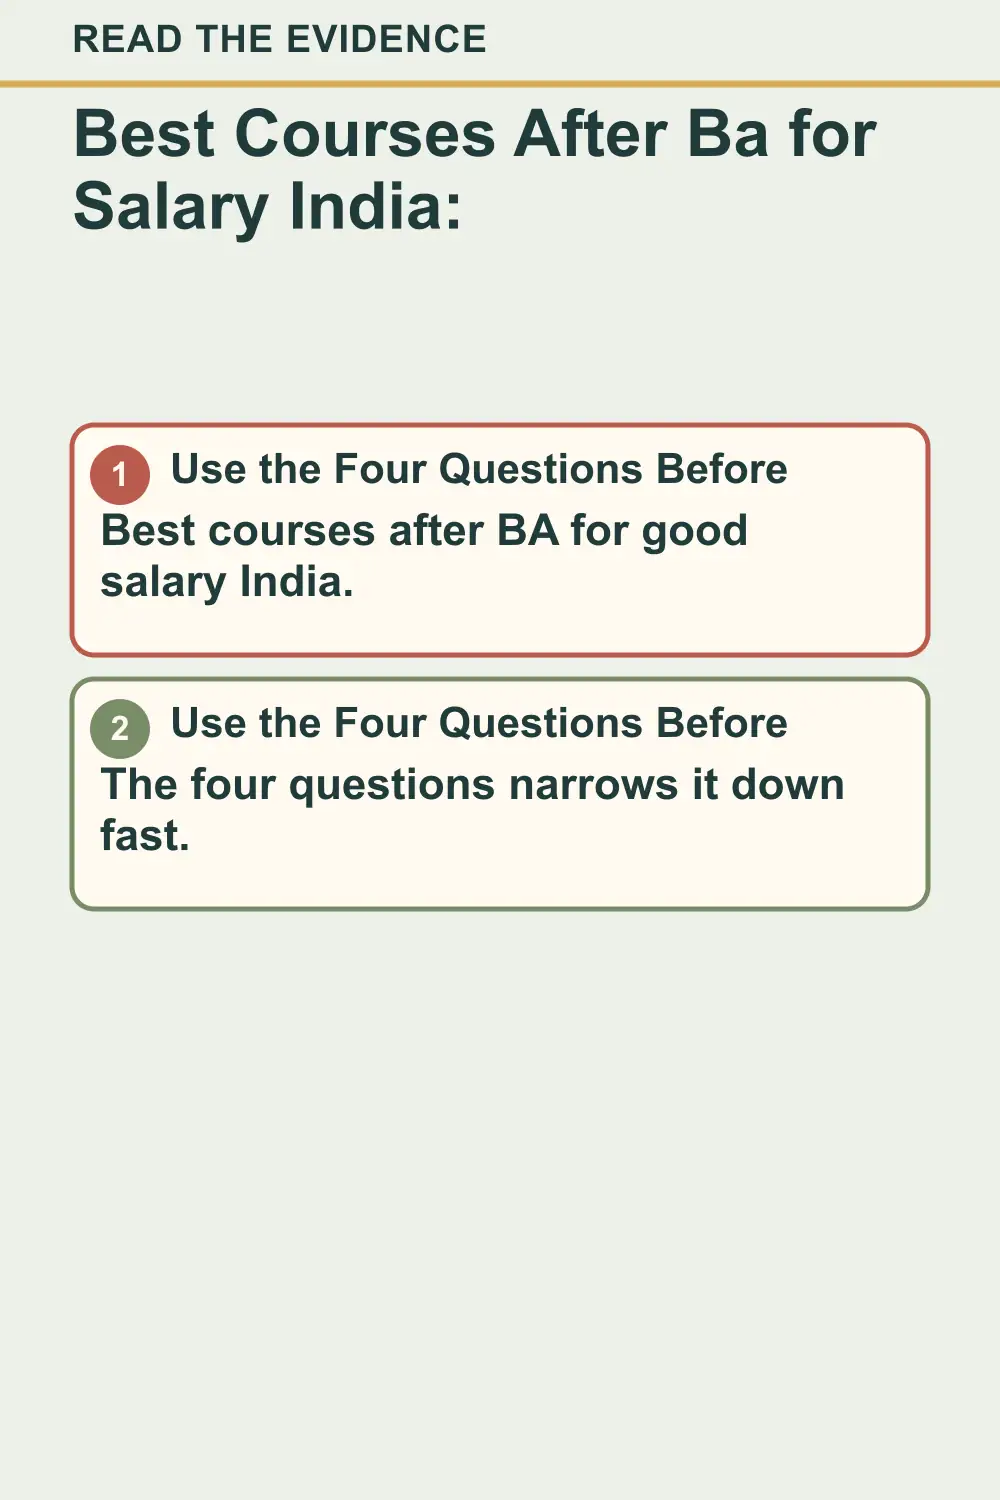 READ THE EVIDENCE
Best Courses After Ba for
Salary India:
1 Use the Four Questions Before
Best courses after BA for good
salary India.
2 Use the Four Questions Before
The four questions narrows it down
fast.